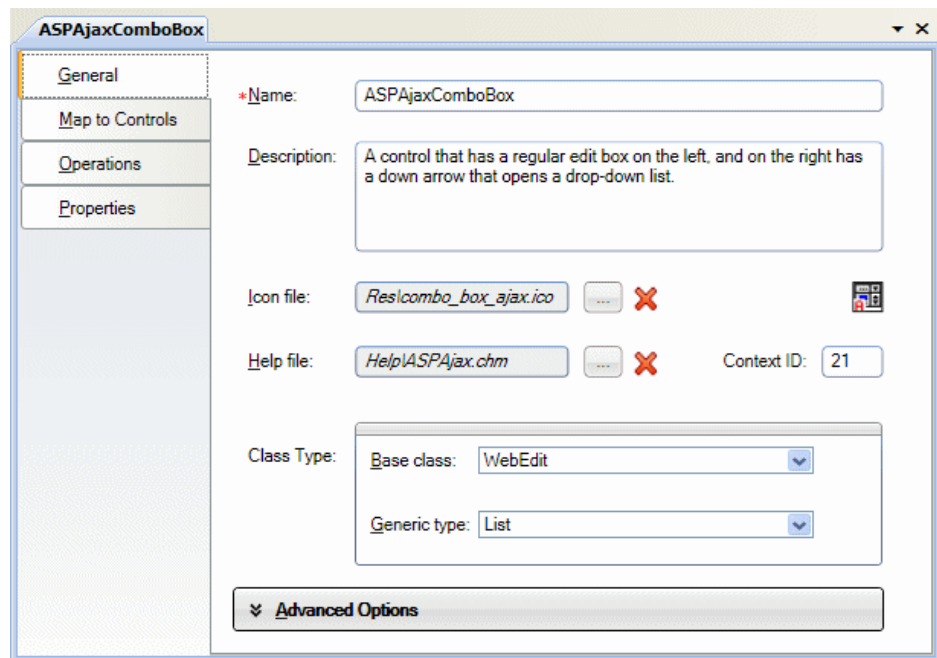 ASPAjaxComboBox
General
Map to Controls
Operations
Properties
*Name: ASPAjaxComboBox
Description: A control that has a regular edit box on the left, and on the right has
a down arrow that opens a drop-down list.
Icon file: Res\combo_box_ajax.ico ...
Help file: Help\ASPAjax.chm ... Context ID: 21
Class Type:
Base class: WebEdit
Generic type: List
Advanced Options